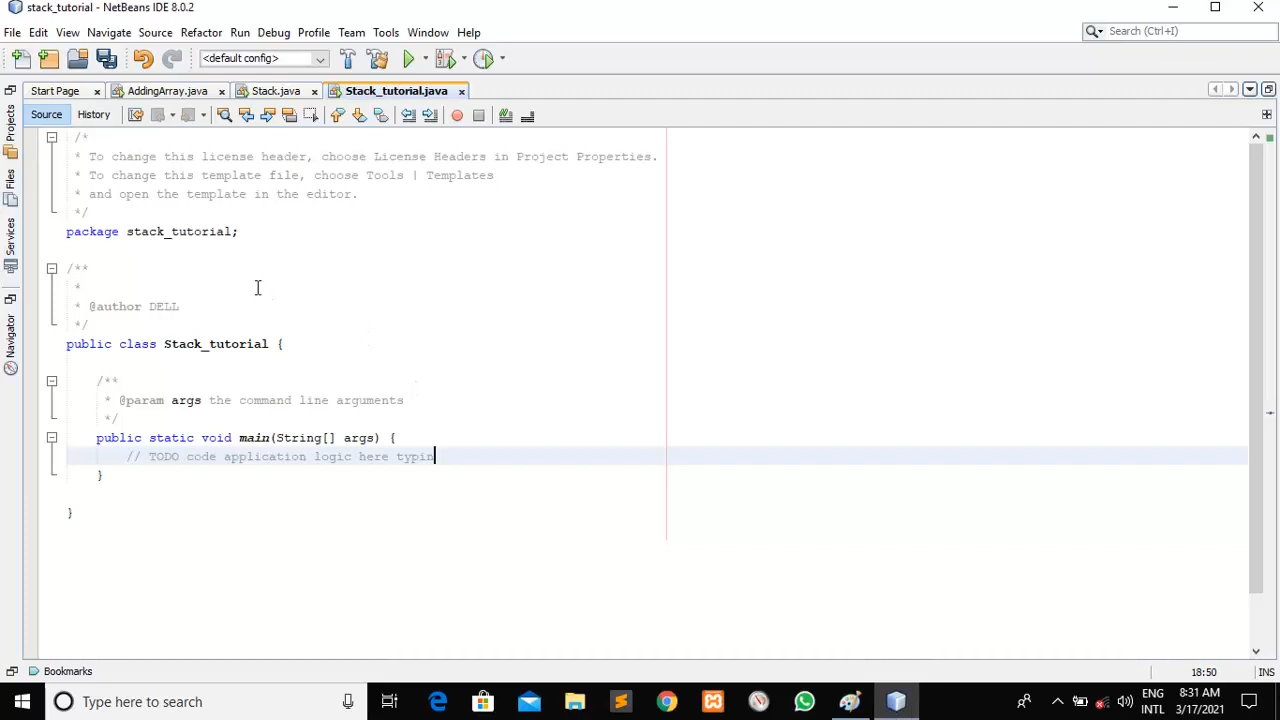 stack_tutorial - NetBeans IDE 8.0.2
File Edit View Navigate Source Refactor Run Debug Profile Team Tools Window Help
Search (Ctrl+I)
<default config>
Start Page AddingArray.java Stack.java Stack_tutorial.java
Source History
Projects
Files
Services
Navigator
/*
* To change this license header, choose License Headers in Project Properties.
* To change this template file, choose Tools | Templates
* and open the template in the editor.
*/
package stack_tutorial;
/**
*
* @author DELL
*/
public class Stack_tutorial {
/**
* @param args the command line arguments
*/
public static void main(String[] args) {
// TODO code application logic here typin
}
}
Bookmarks
18:50 INS
Type here to search
ENG
INTL
8:31 AM
3/17/2021